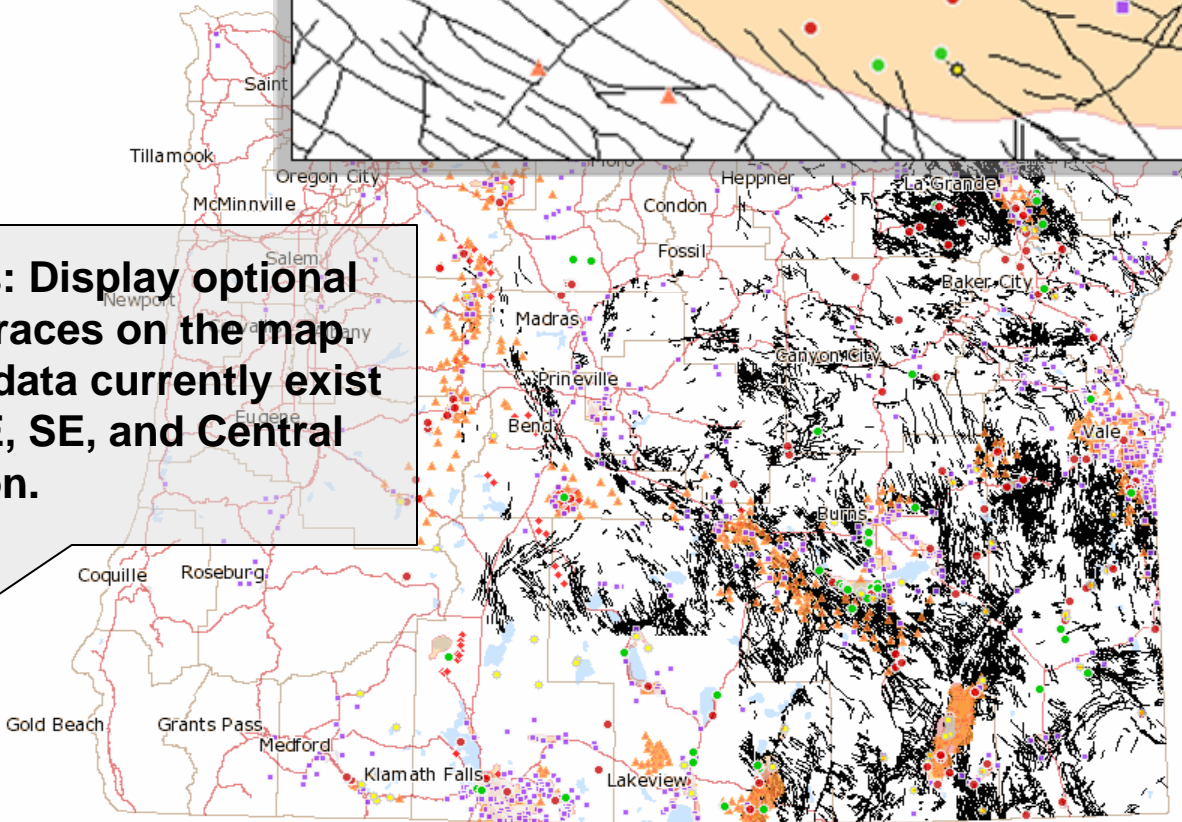 Saint
Tillamook
Oregon City
Heppner
La Grande
McMinnville
Condon
Salem
Fossil
: Display optional
Newport
Baker City
races on the map.
Madras
Canyon City
data currently exist
Prineville
Eugene
Bend
E, SE, and Central
Vale
n.
Burns
Coquille
Roseburg
Gold Beach
Grants Pass
Medford
Klamath Falls
Lakeview